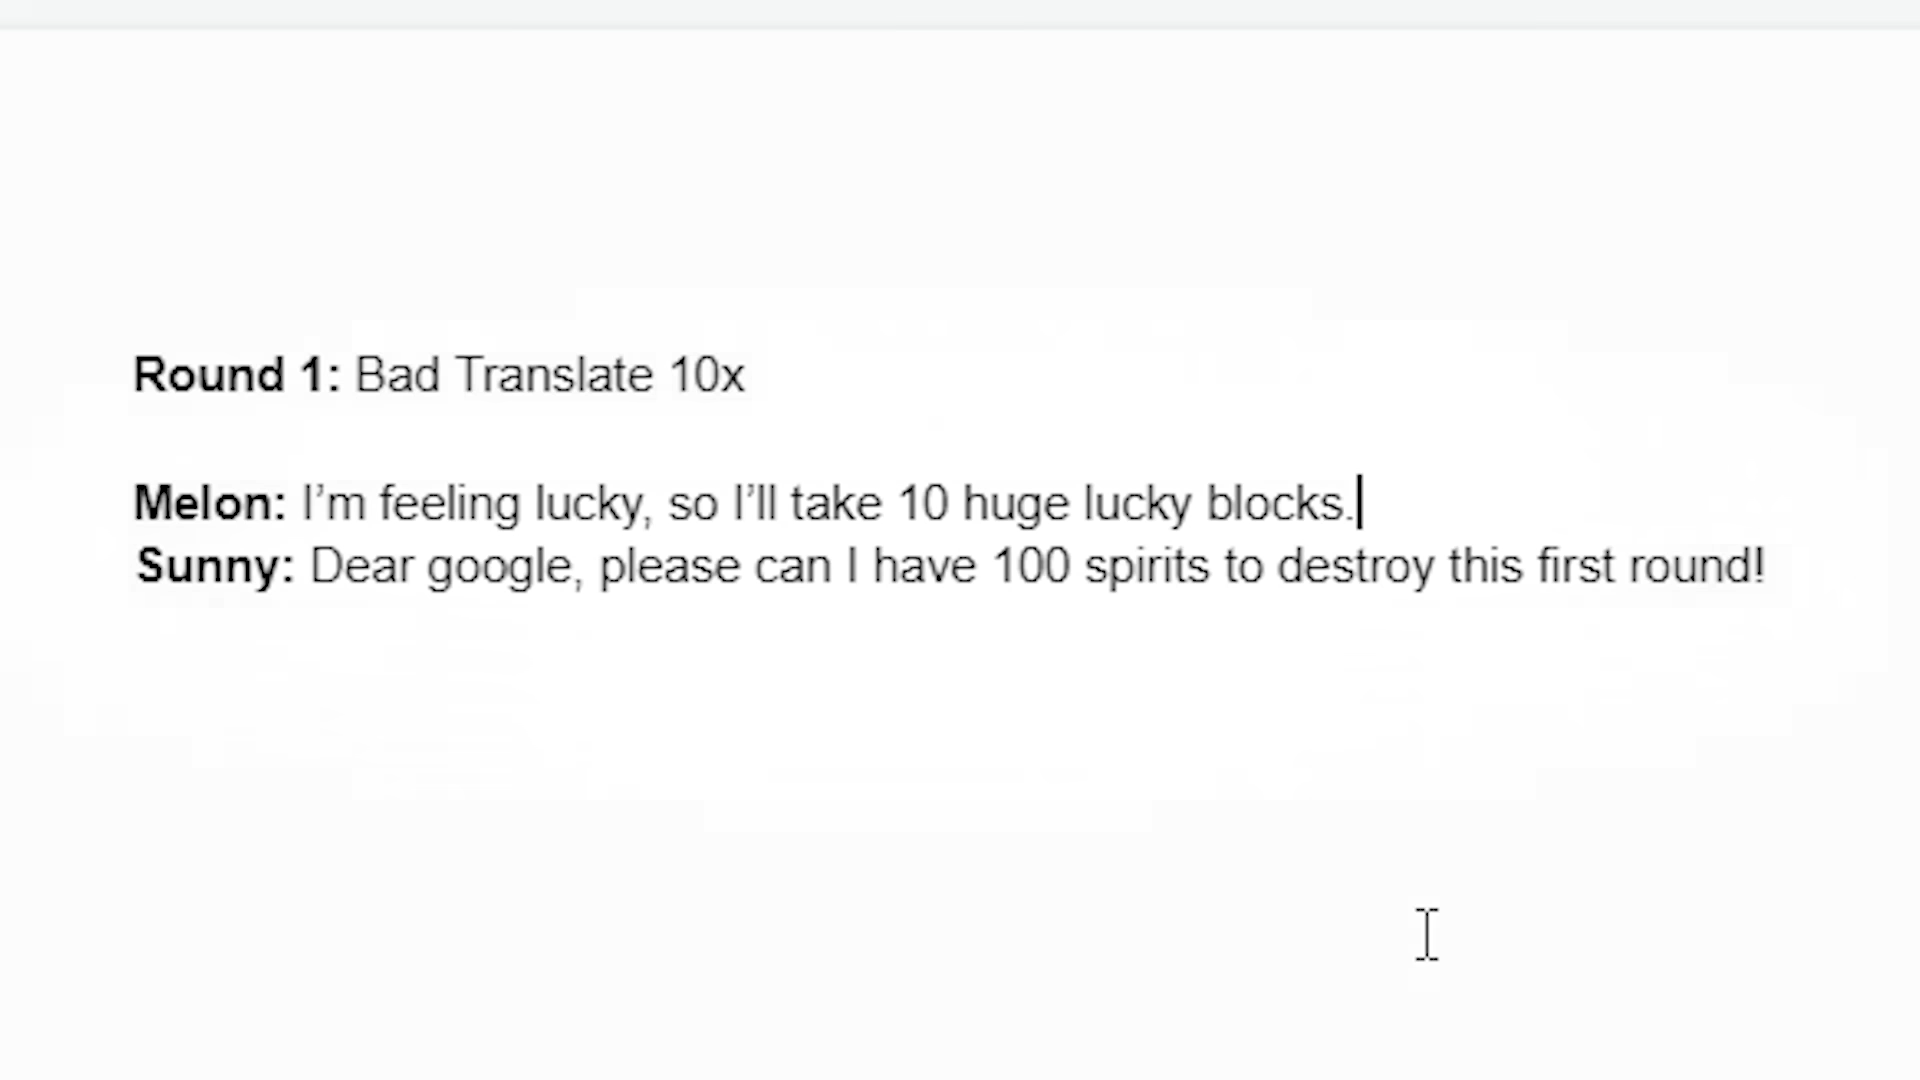 Round 1: Bad Translate 10x
Melon: I’m feeling lucky, so I’ll take 10 huge lucky blocks.
Sunny: Dear google, please can I have 100 spirits to destroy this first round!